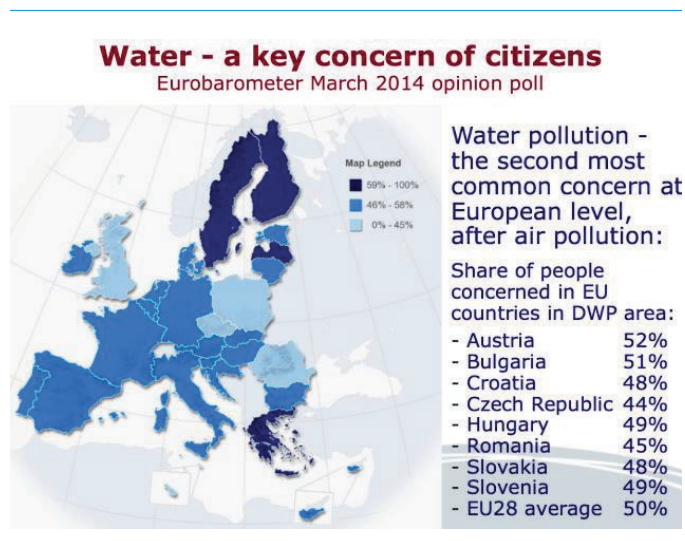 Water - a key concern of citizens
Eurobarometer March 2014 opinion poll
Map Legend
59% - 100%
46% - 58%
0% - 45%
Water pollution -
the second most
common concern at
European level,
after air pollution:
Share of people
concerned in EU
countries in DWP area:
- Austria 52%
- Bulgaria 51%
- Croatia 48%
- Czech Republic 44%
- Hungary 49%
- Romania 45%
- Slovakia 48%
- Slovenia 49%
- EU28 average 50%